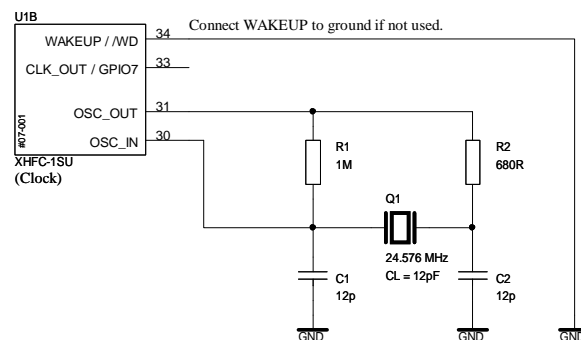 U1B
34
Connect WAKEUP to ground if not used.
WAKEUP / /WD
33
CLK_OUT / GPIO7
31
OSC_OUT
30
OSC_IN
#07-001
XHFC-1SU
(Clock)
R1
1M
R2
680R
Q1
24.576 MHz
CL = 12pF
C1
12p
C2
12p
GND
GND
GND